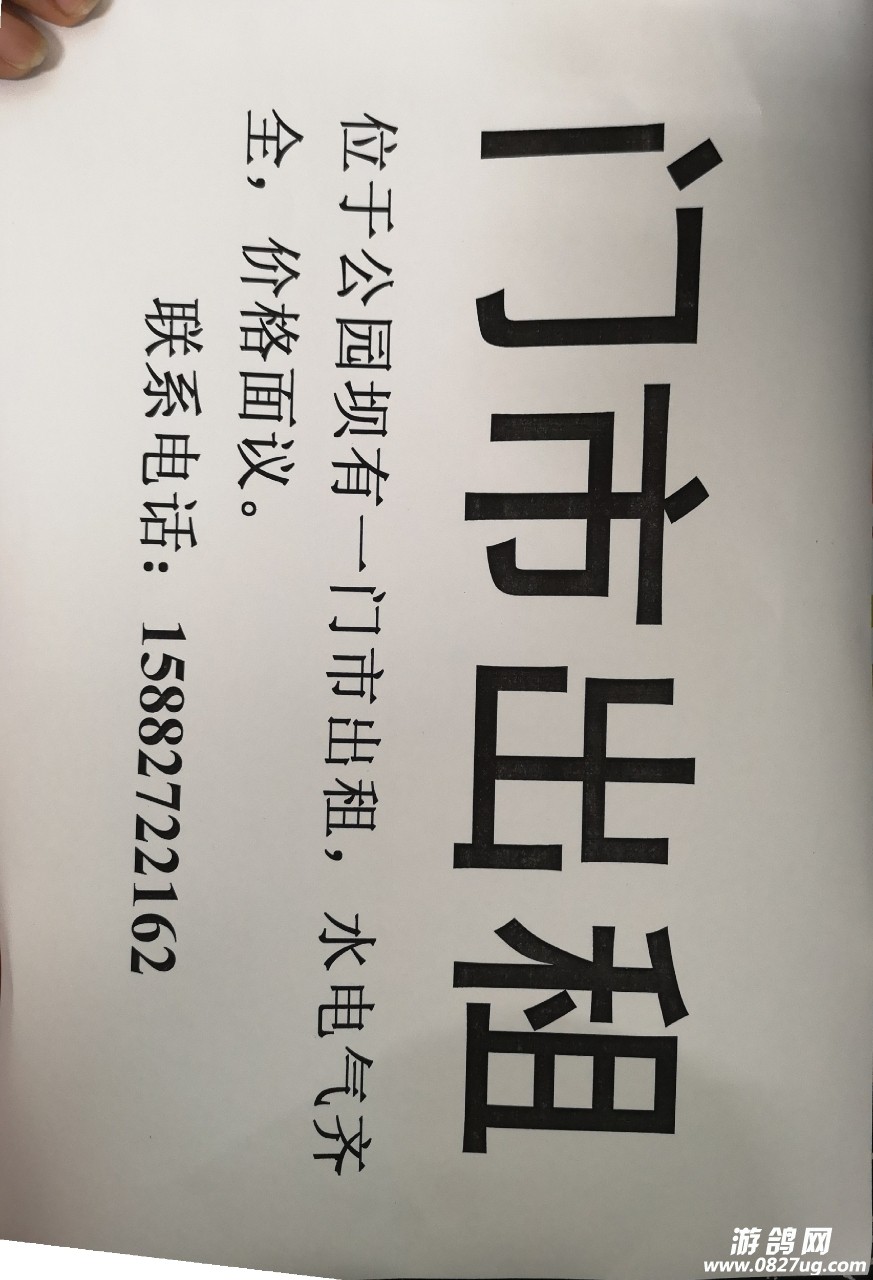 门市出租
位于公园坝有一门市出租，水电气齐
全，价格面议。
联系电话：15882722162
游鸽网
www.0827ug.com